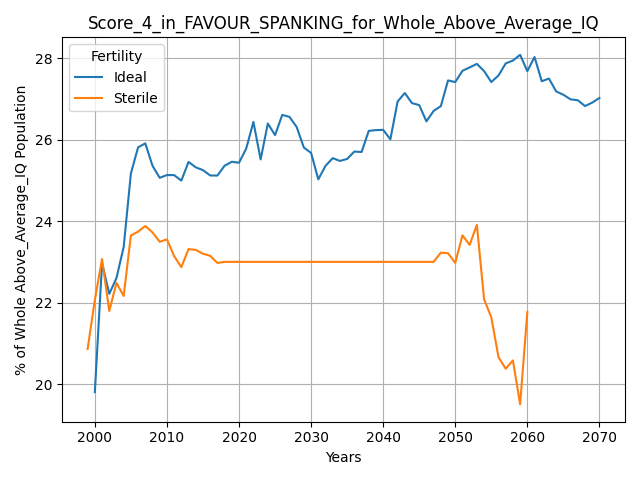 Score_4_in_FAVOUR_SPANKING_for_Whole_Above_Average_IQ
Fertility
Ideal
Sterile
% of Whole Above_Average_IQ Population
28
26
24
22
20
2000 2010 2020 2030 2040 2050 2060 2070
Years